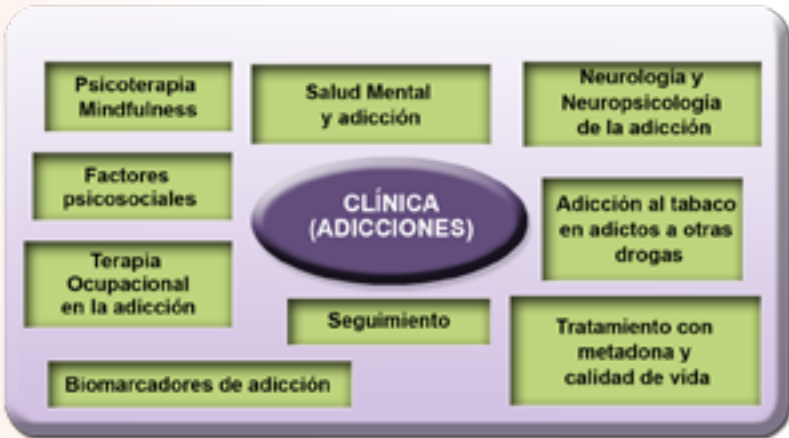 Psicoterapia
Mindfulness
Salud Mental
y adicción
Neurología y
Neuropsicología
de la adicción
Factores
psicosociales
CLÍNICA
(ADICCIONES)
Adicción al tabaco
en adictos a otras
drogas
Terapia
Ocupacional
en la adicción
Seguimiento
Tratamiento con
metadona y
calidad de vida
Biomarcadores de adicción